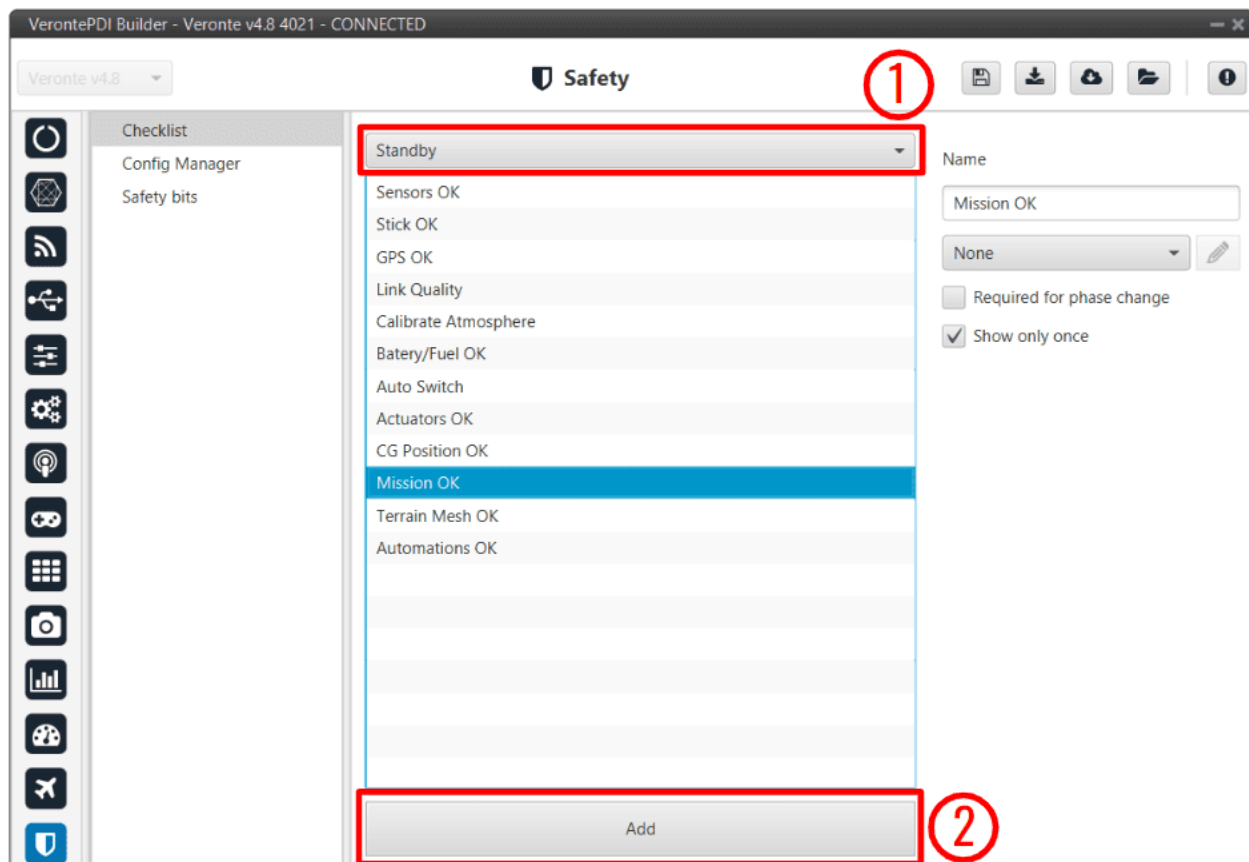 VerontePDI Builder - Veronte v4.8 4021 - CONNECTED
Veronte v4.8
Safety
1
Checklist
Config Manager
Safety bits
Standby
Sensors OK
Stick OK
GPS OK
Link Quality
Calibrate Atmosphere
Batery/Fuel OK
Auto Switch
Actuators OK
CG Position OK
Mission OK
Terrain Mesh OK
Automations OK
Add
2
Name
Mission OK
None
Required for phase change
Show only once